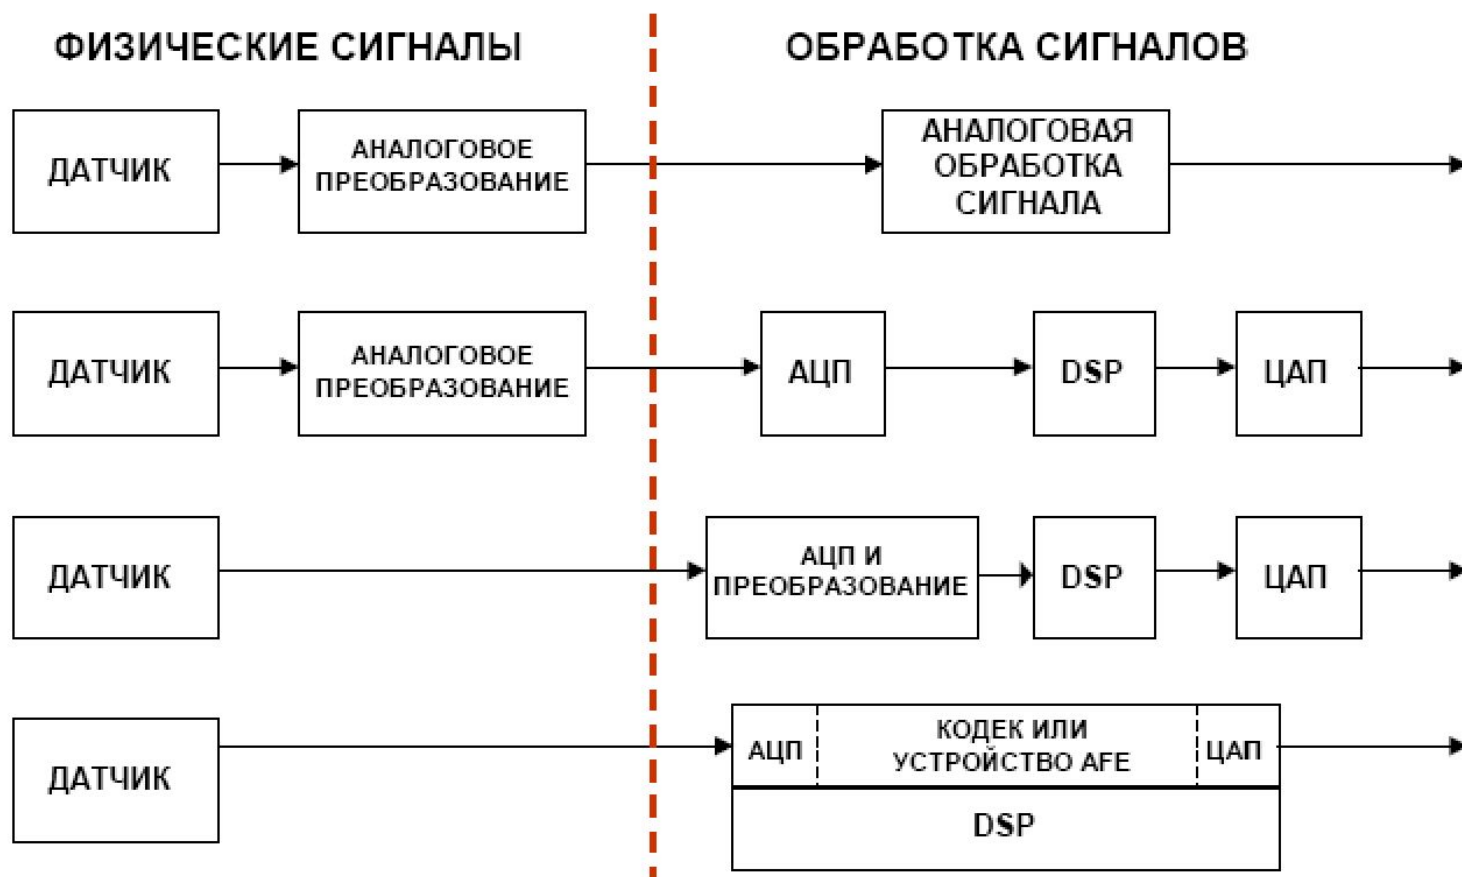 ФИЗИЧЕСКИЕ СИГНАЛЫ
ОБРАБОТКА СИГНАЛОВ
ДАТЧИК
АНАЛОГОВОЕ
ПРЕОБРАЗОВАНИЕ
АНАЛОГОВАЯ
ОБРАБОТКА
СИГНАЛА
ДАТЧИК
АНАЛОГОВОЕ
ПРЕОБРАЗОВАНИЕ
АЦП
DSP
ЦАП
ДАТЧИК
АЦП И
ПРЕОБРАЗОВАНИЕ
DSP
ЦАП
ДАТЧИК
АЦП
КОДЕК ИЛИ
УСТРОЙСТВО AFE
ЦАП
DSP